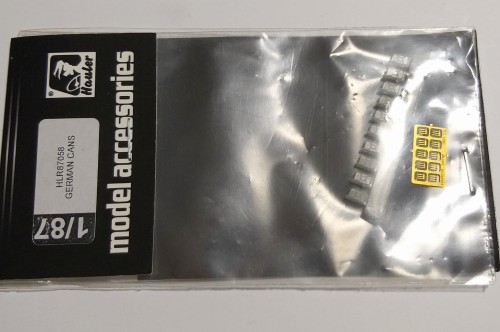 ®
Hauler
HLR87058
GERMAN CANS
1/87
model accessories